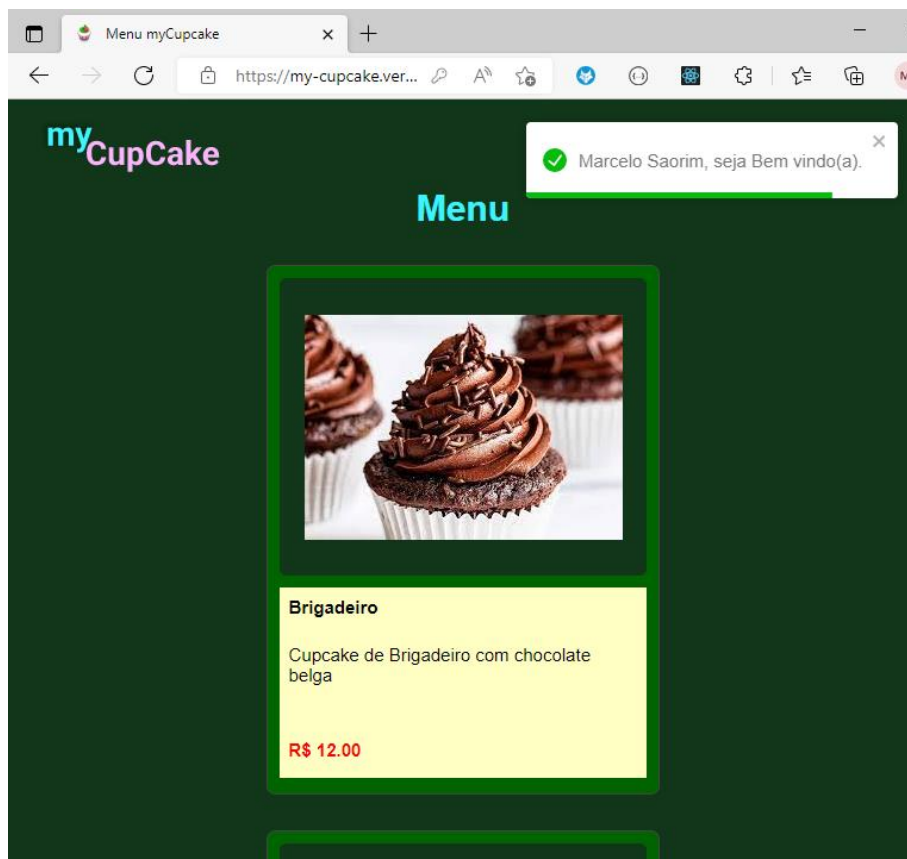 Menu myCupcake
https://my-cupcake.ver...
my
CupCake
Marcelo Saorim, seja Bem vindo(a).
Menu
Brigadeiro
Cupcake de Brigadeiro com chocolate
belga
R$ 12.00